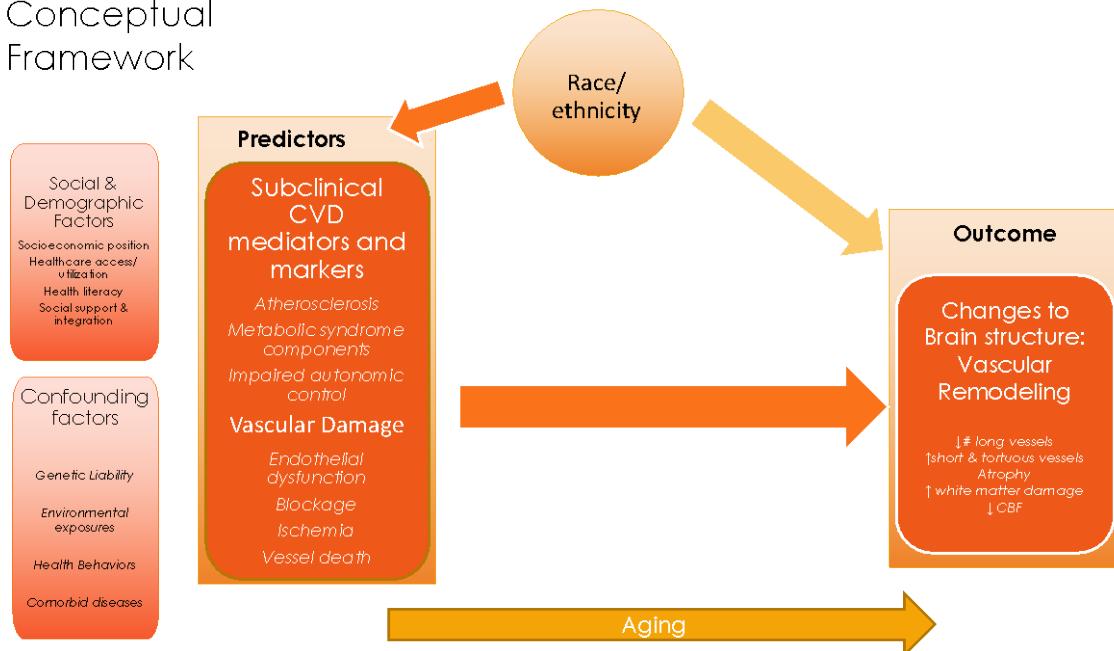 Conceptual
Framework
Race/
ethnicity
Predictors
Social &
Demographic
Factors
Socioeconomic position
Healthcare access/
utilization
Health literacy
Social support &
integration
Confounding
factors
Genetic Liability
Environmental
exposures
Health Behaviors
Comorbid diseases
Subclinical
CVD
mediators and
markers
Atherosclerosis
Metabolic syndrome
components
Impaired autonomic
control
Vascular Damage
Endothelial
dysfunction
Blockage
Ischemia
Vessel death
Outcome
Changes to
Brain structure:
Vascular
Remodeling
↓# long vessels
↑short & tortuous vessels
Atrophy
↑ white matter damage
↓ CBF
Aging